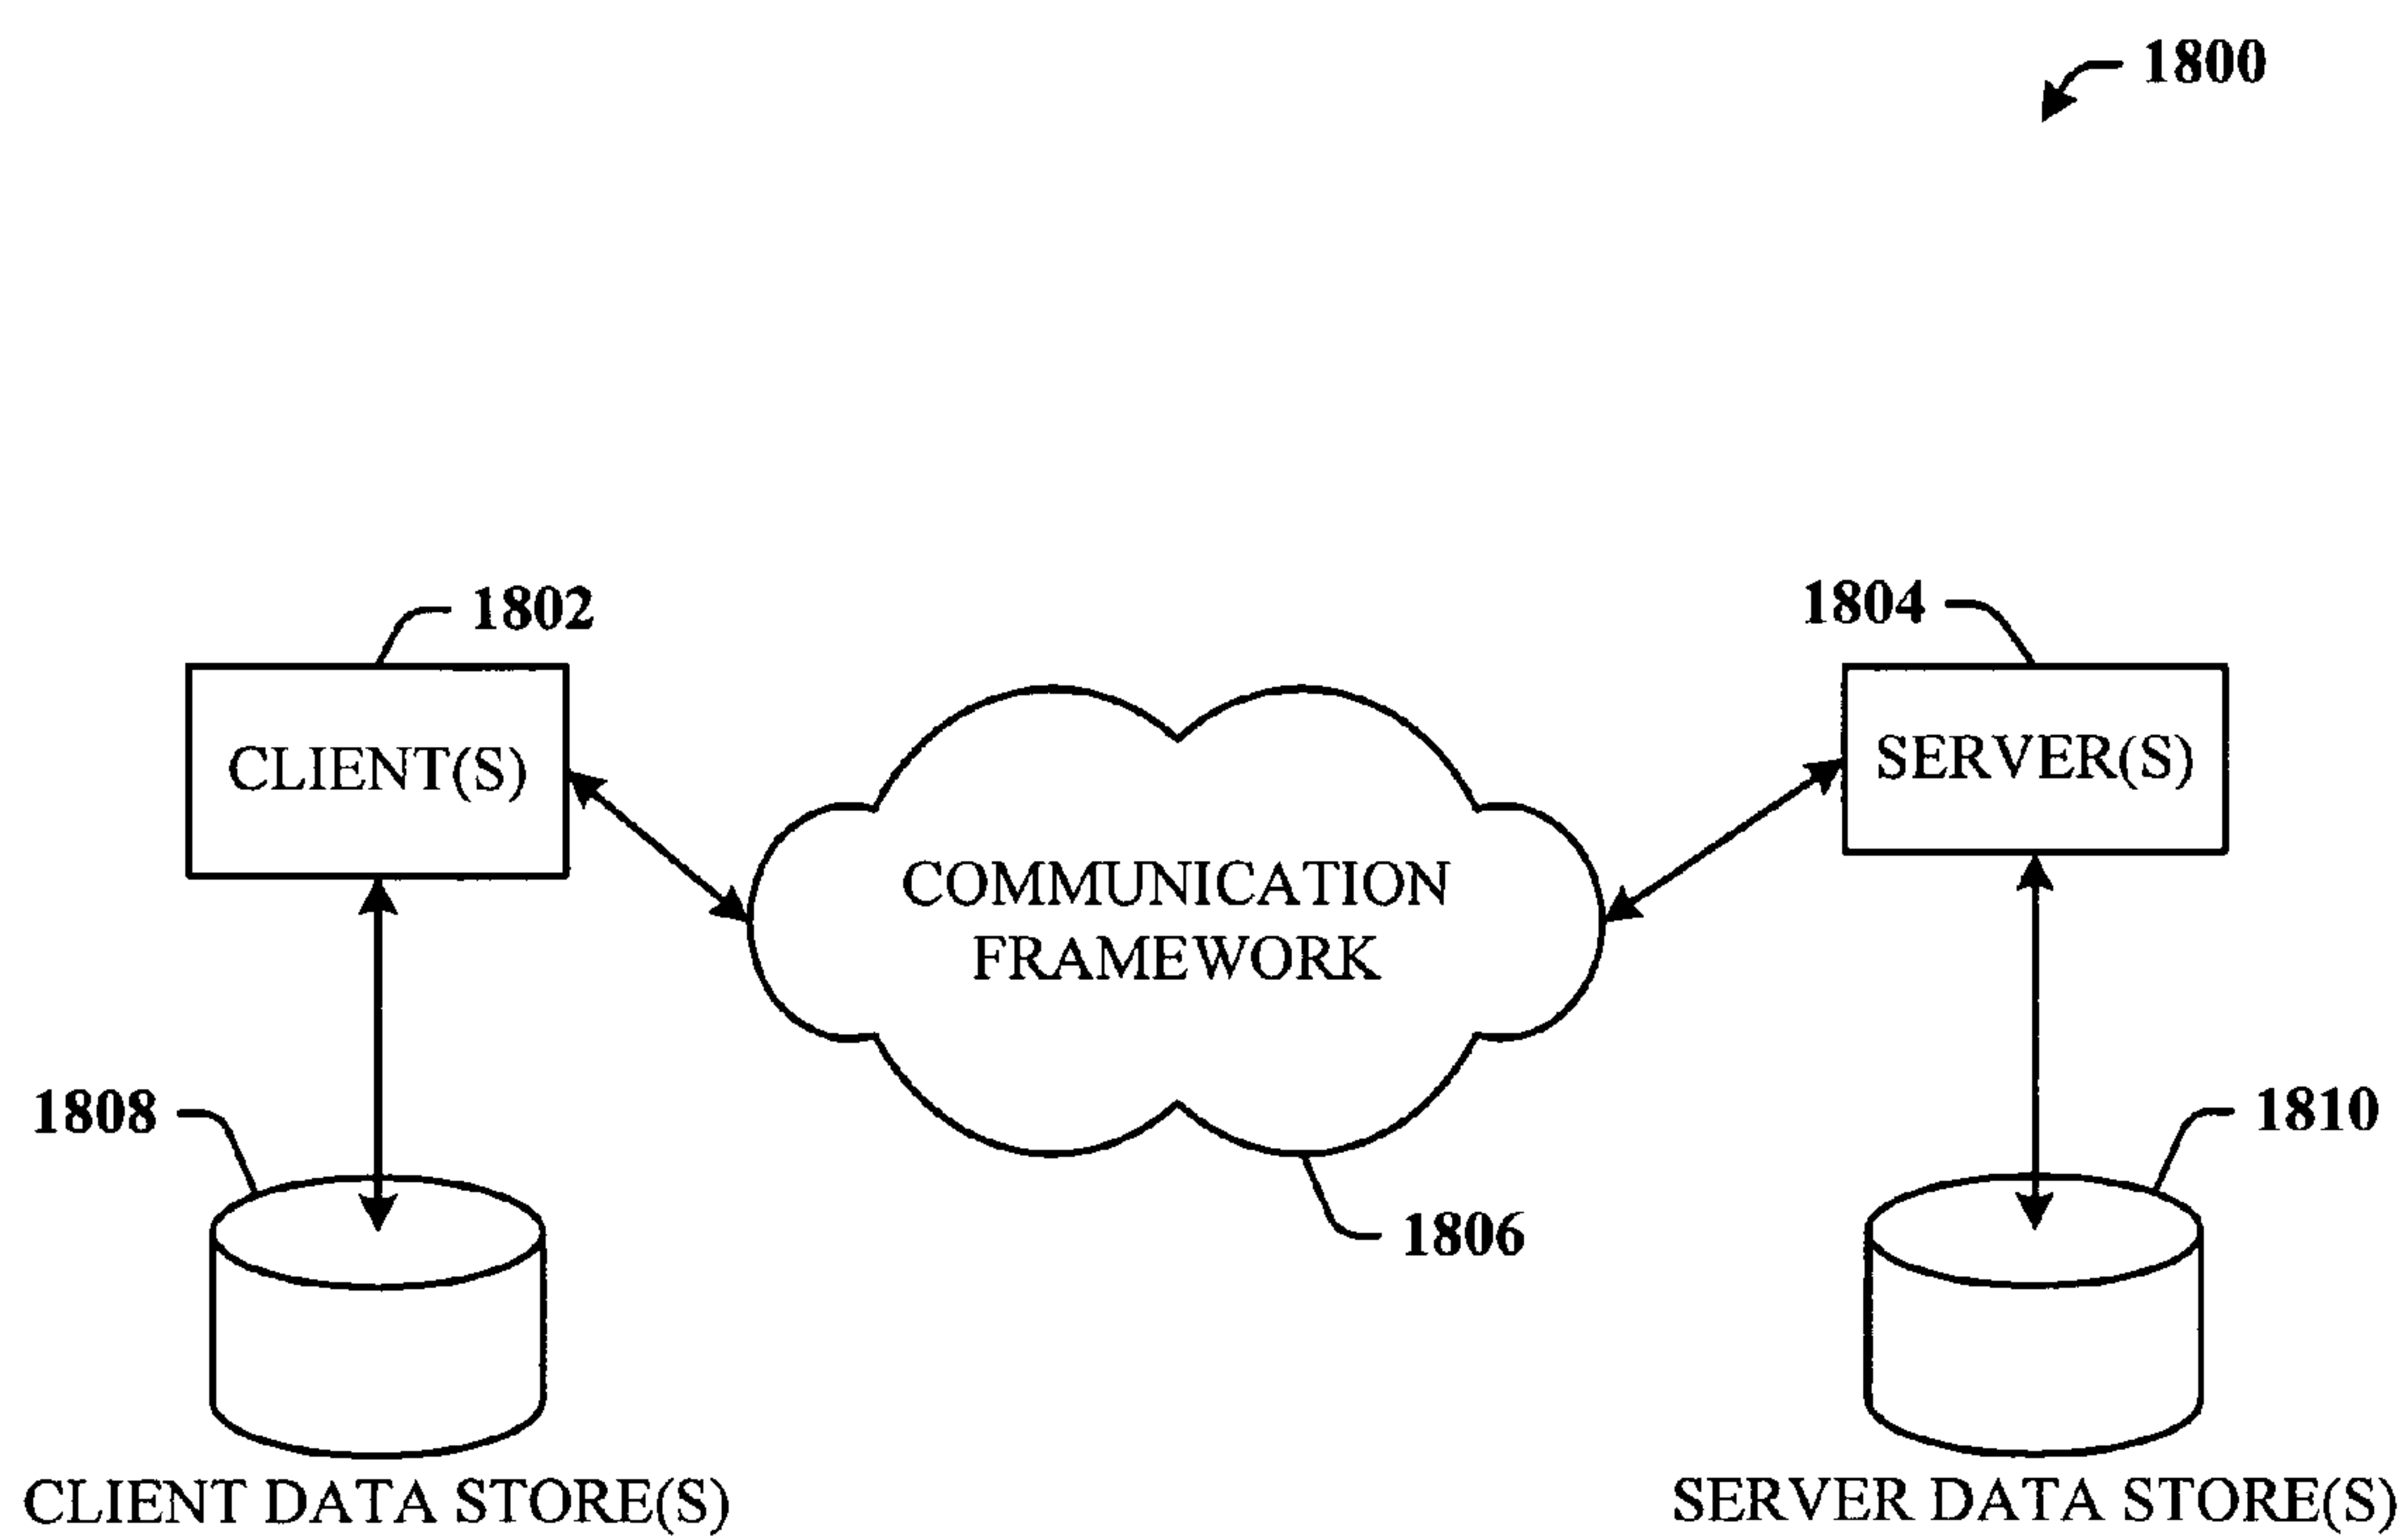 1800
1802
1804
CLIENT(S)
SERVER(S)
COMMUNICATION
FRAMEWORK
1808
1810
1806
CLIENT DATA STORE(S)
SERVER DATA STORE(S)